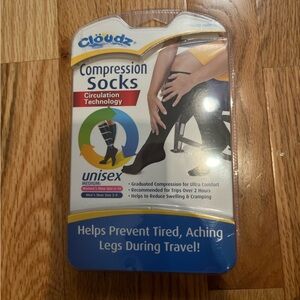 Cloudz
Compression
Socks
Circulation
Technology
unisex
MEDIUM
• Graduated Compression for Ultra Comfort
• Recommended for Trips Over 2 Hours
• Helps to Reduce Swelling & Cramping
Helps Prevent Tired, Aching
Legs During Travel!